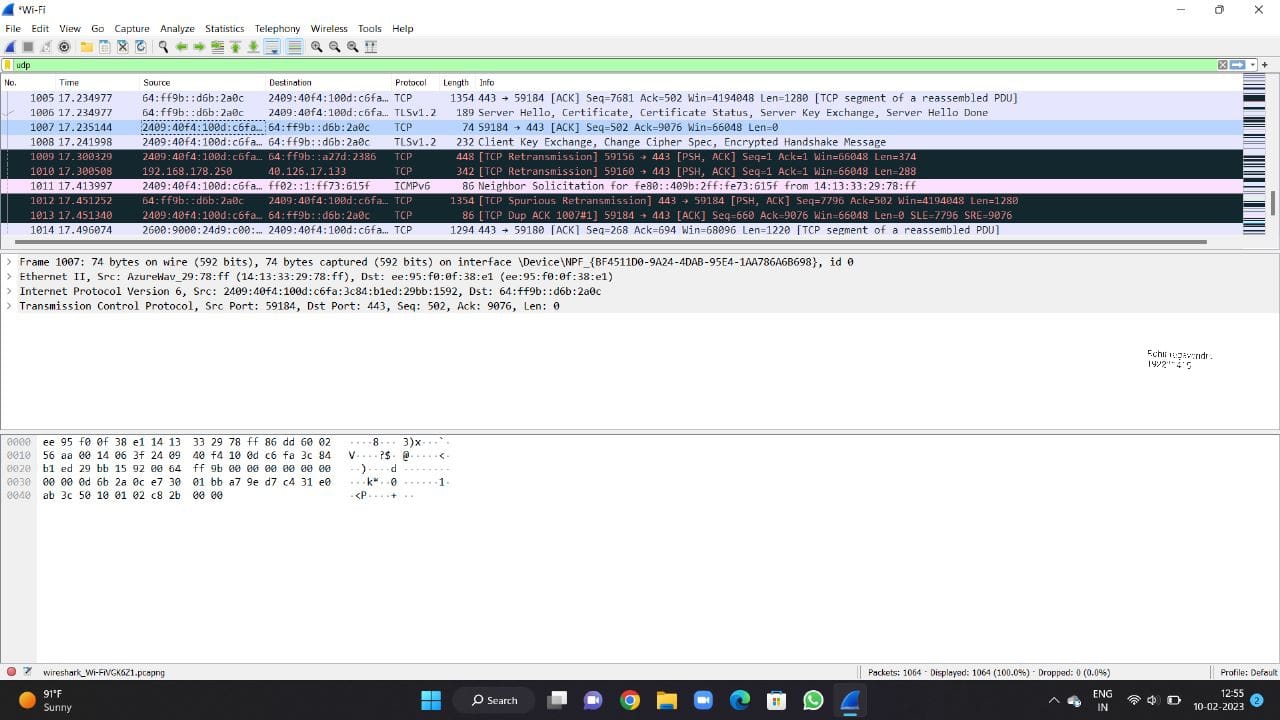 *Wi-Fi
File Edit View Go Capture Analyze Statistics Telephony Wireless Tools Help
udp
No. Time Source Destination Protocol Length Info
1005 17.234977 64:ff9b::d6b:2a0c 2409:40f4:100d:c6fa… TCP 1354 443 → 59184 [ACK] Seq=7681 Ack=502 Win=4194048 Len=1280 [TCP segment of a reassembled PDU]
1006 17.234977 64:ff9b::d6b:2a0c 2409:40f4:100d:c6fa… TLSv1.2 189 Server Hello, Certificate, Certificate Status, Server Key Exchange, Server Hello Done
1007 17.235144 2409:40f4:100d:c6fa… 64:ff9b::d6b:2a0c TCP 74 59184 → 443 [ACK] Seq=502 Ack=9076 Win=66048 Len=0
1008 17.241998 2409:40f4:100d:c6fa… 64:ff9b::d6b:2a0c TLSv1.2 232 Client Key Exchange, Change Cipher Spec, Encrypted Handshake Message
1009 17.300329 2409:40f4:100d:c6fa… 64:ff9b::a27d:2386 TCP 448 [TCP Retransmission] 59156 → 443 [PSH, ACK] Seq=1 Ack=1 Win=66048 Len=374
1010 17.300508 192.168.178.250 40.126.17.133 TCP 342 [TCP Retransmission] 59160 → 443 [PSH, ACK] Seq=1 Ack=1 Win=66048 Len=288
1011 17.413997 2409:40f4:100d:c6fa… ff02::1:ff73:615f ICMPv6 86 Neighbor Solicitation for fe80::409b:2ff:fe73:615f from 14:13:33:29:78:ff
1012 17.451252 64:ff9b::d6b:2a0c 2409:40f4:100d:c6fa… TCP 1354 [TCP Spurious Retransmission] 443 → 59184 [PSH, ACK] Seq=7796 Ack=502 Win=4194048 Len=1280
1013 17.451340 2409:40f4:100d:c6fa… 64:ff9b::d6b:2a0c TCP 86 [TCP Dup ACK 1007#1] 59184 → 443 [ACK] Seq=660 Ack=9076 Win=66048 Len=0 SLE=7796 SRE=9076
1014 17.496074 2600:9000:24d9:c00:… 2409:40f4:100d:c6fa… TCP 1294 443 → 59164 [ACK] Seq=268 Ack=694 Win=68096 Len=1220 [TCP segment of a reassembled PDU]
Frame 1007: 74 bytes on wire (592 bits), 74 bytes captured (592 bits) on interface \Device\NPF_{BF4511D0-9A24-4DAB-95E4-1AA786A6B698}, id 0
Ethernet II, Src: AzureWav_29:78:ff (14:13:33:29:78:ff), Dst: ee:95:f0:0f:38:e1 (ee:95:f0:0f:38:e1)
Internet Protocol Version 6, Src: 2409:40f4:100d:c6fa:3c84:b1ed:29bb:1592, Dst: 64:ff9b::d6b:2a0c
Transmission Control Protocol, Src Port: 59184, Dst Port: 443, Seq: 502, Ack: 9076, Len: 0
0000 ee 95 f0 0f 38 e1 14 13 33 29 78 ff 86 dd 60 02 ····8··· 3)x···`·
0010 56 aa 00 14 06 3f 24 09 40 f4 10 0d c6 fa 3c 84 V····?$· @·····<·
0020 b1 ed 29 bb 15 92 00 64 ff 9b 00 00 00 00 00 00 ··)····d ········
0030 00 00 0d 6b 2a 0c e7 30 01 bb a7 9e d7 c4 31 e0 ···k*··0 ······1·
0040 ab 3c 50 10 01 02 c8 2b 00 00 ·<P····+ ··
wireshark_Wi-FiVGK6Z1.pcapng Packets: 1064 · Displayed: 1064 (100.0%) · Dropped: 0 (0.0%) Profile: Default
91°F
Sunny
Search
ENG
IN
12:55
10-02-2023
2